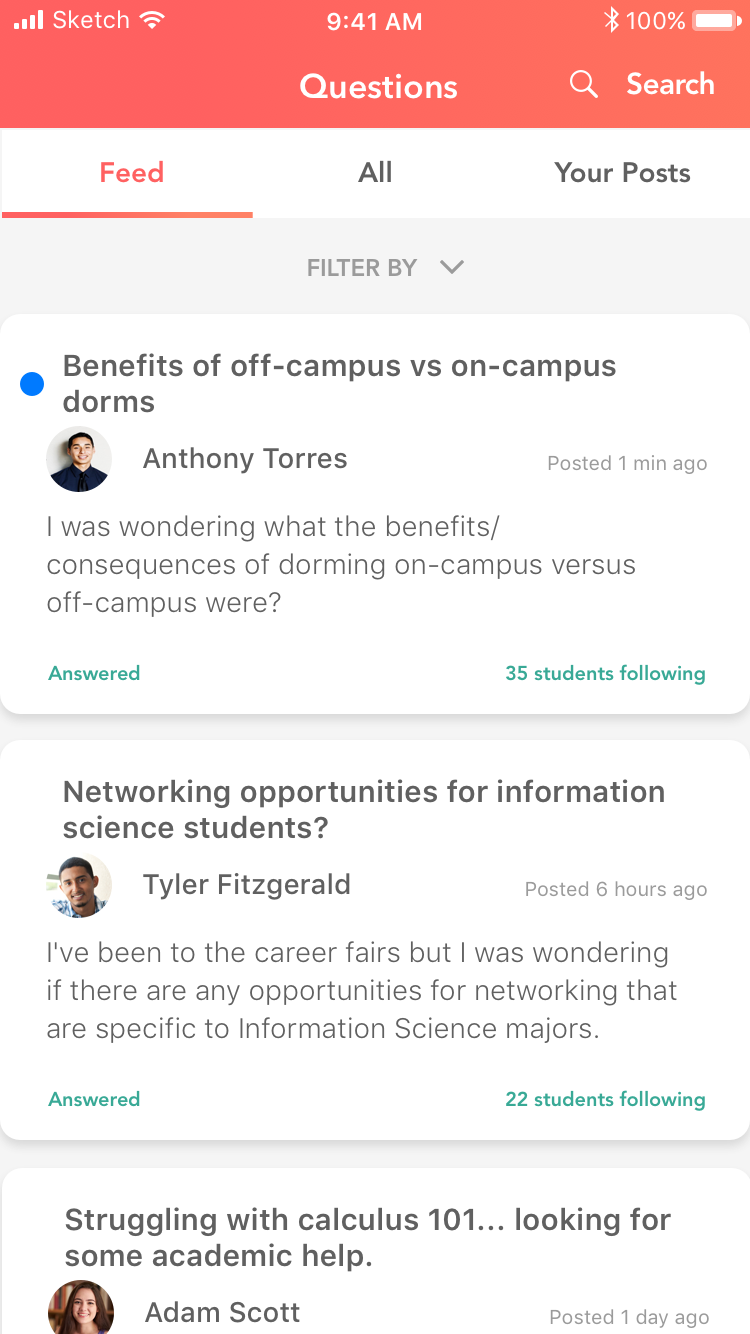 Sketch 9:41 AM 100%
Questions Search
Feed All Your Posts
FILTER BY
Benefits of off-campus vs on-campus
dorms
Anthony Torres Posted 1 min ago
I was wondering what the benefits/
consequences of dorming on-campus versus
off-campus were?
Answered 35 students following
Networking opportunities for information
science students?
Tyler Fitzgerald Posted 6 hours ago
I've been to the career fairs but I was wondering
if there are any opportunities for networking that
are specific to Information Science majors.
Answered 22 students following
Struggling with calculus 101... looking for
some academic help.
Adam Scott Posted 1 day ago